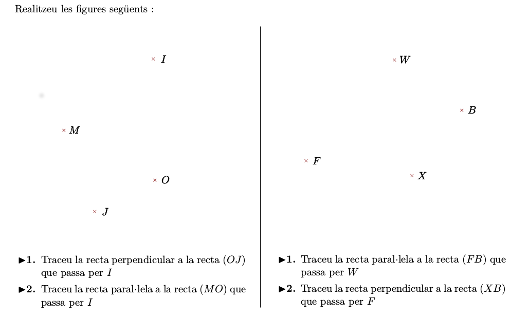 Realitzeu les figures següents :
I
W
B
M
F
O
X
J
▶1. Traceu la recta perpendicular a la recta (OJ)
que passa per I
▶2. Traceu la recta paral·lela a la recta (MO) que
passa per I
▶1. Traceu la recta paral·lela a la recta (FB) que
passa per W
▶2. Traceu la recta perpendicular a la recta (XB)
que passa per F